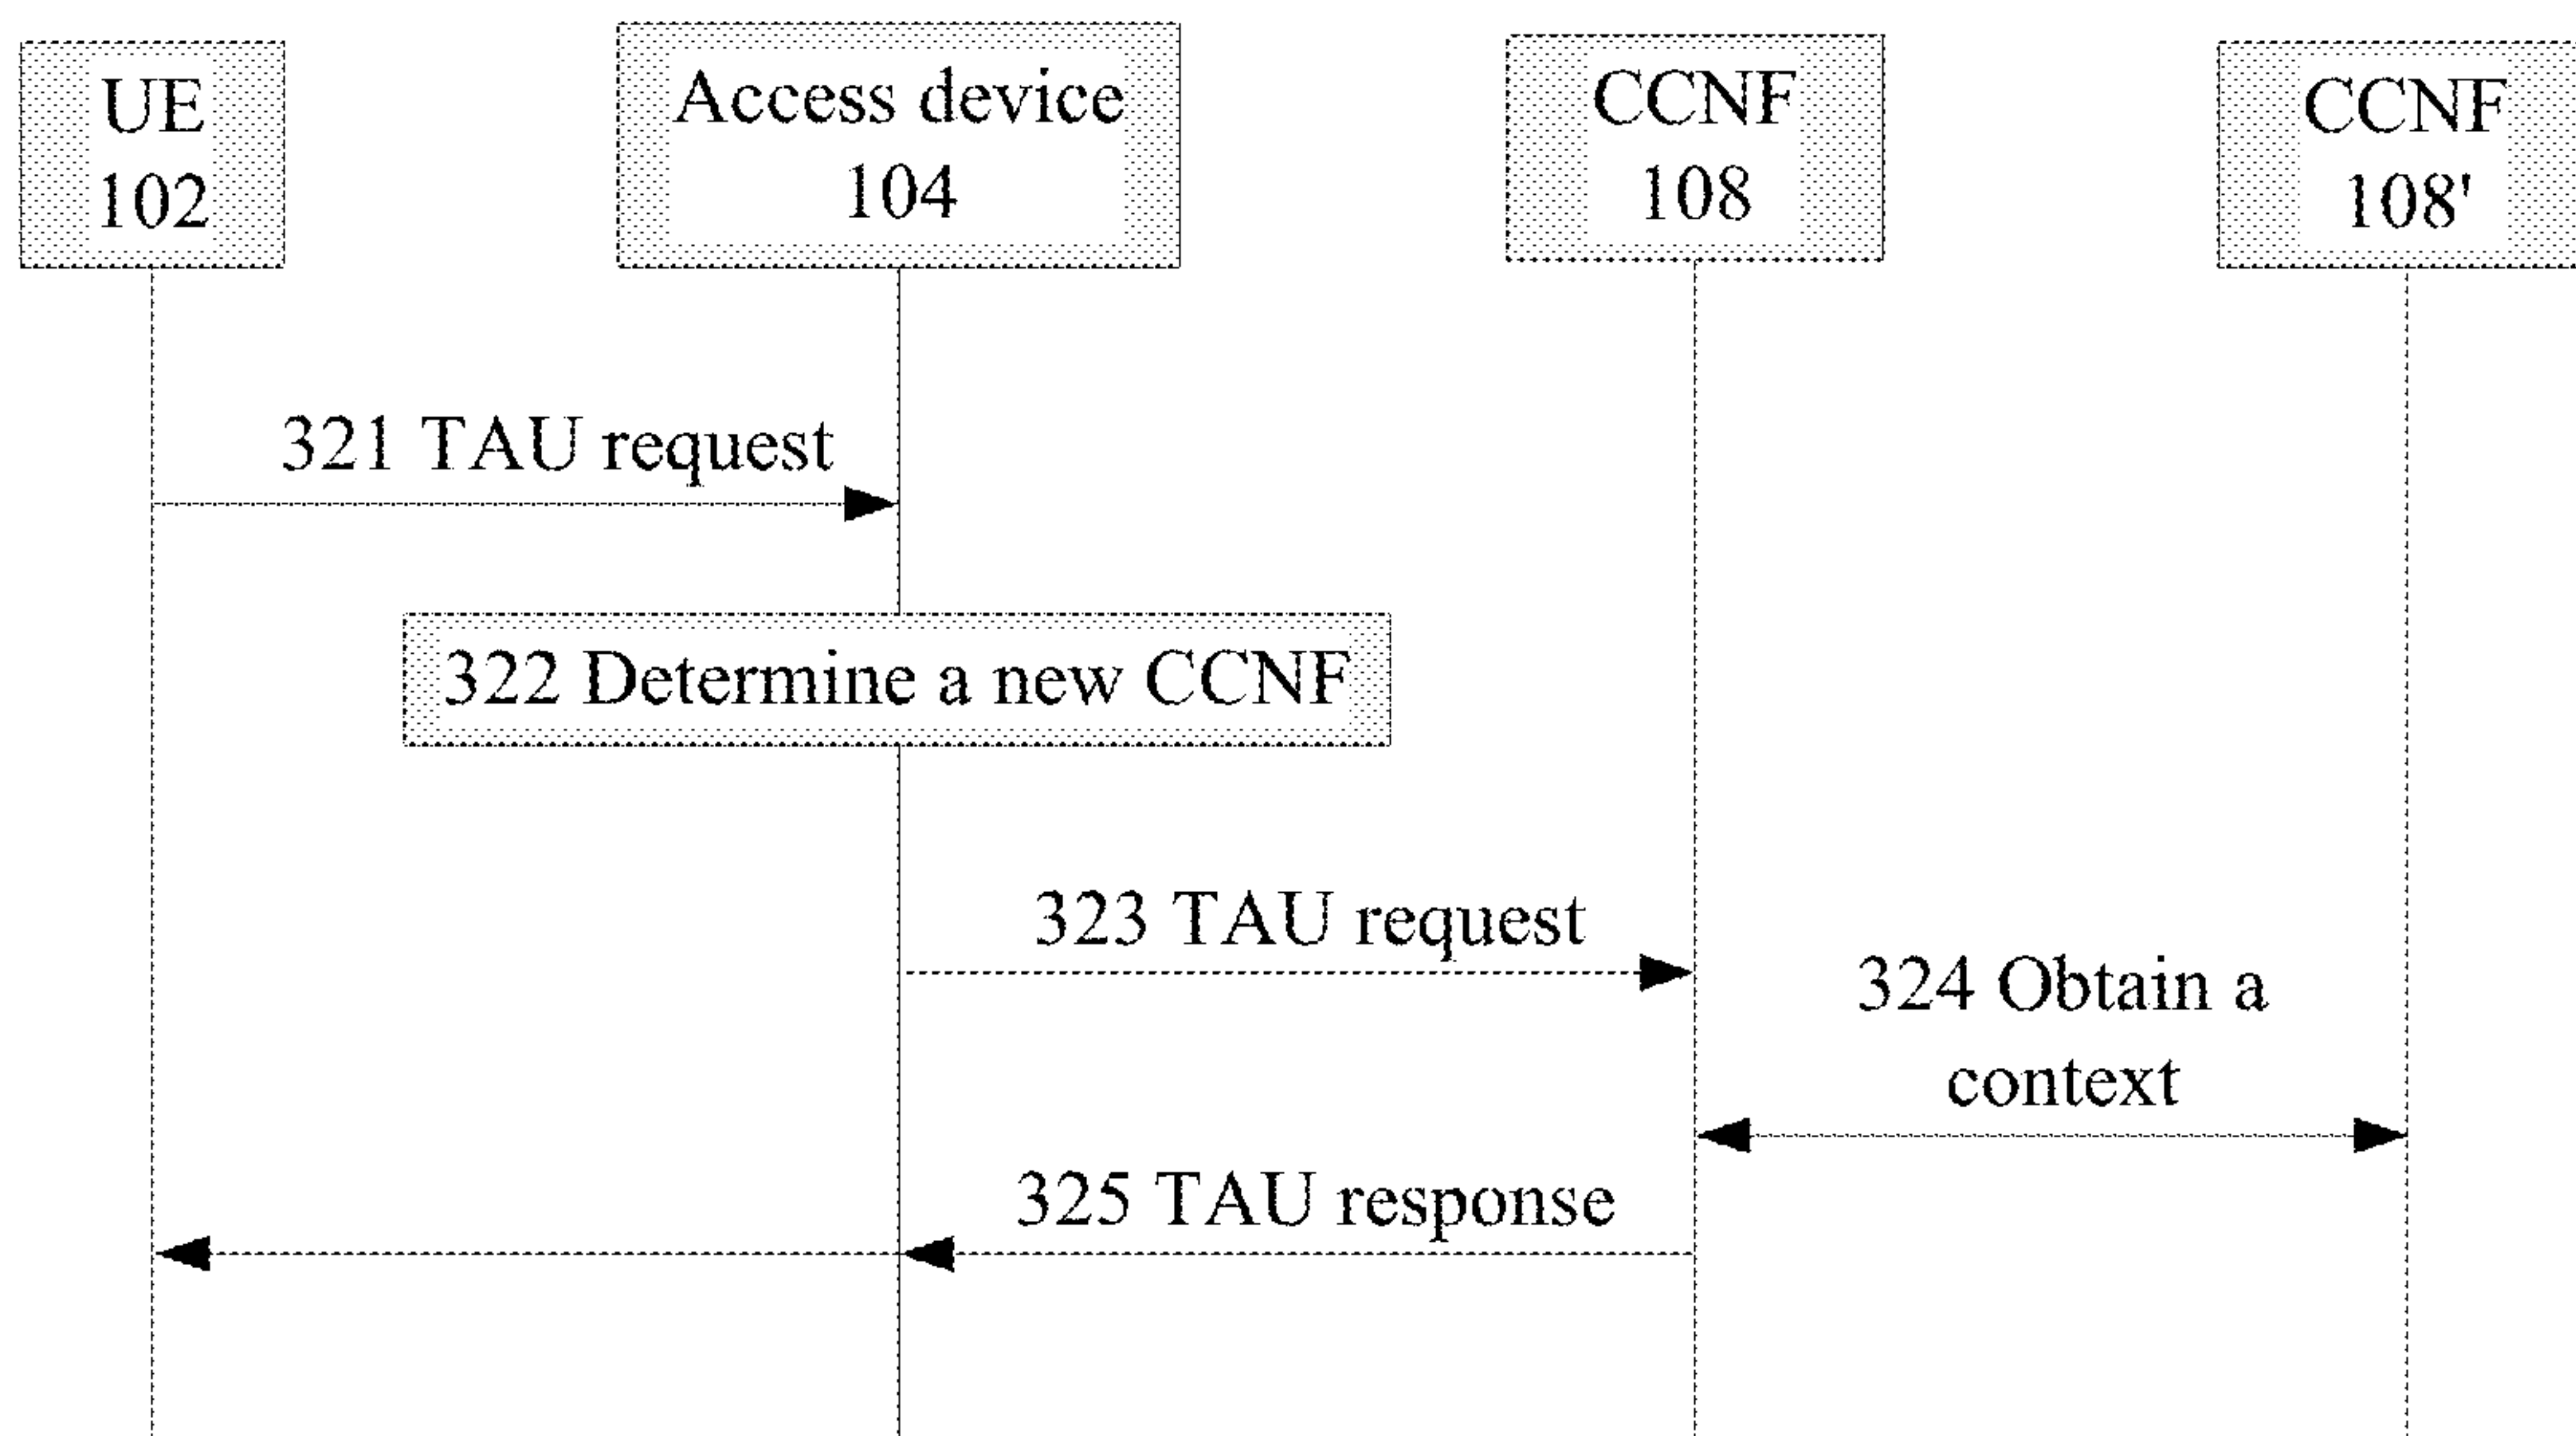 UE
102
Access device
104
CCNF
108
CCNF
108'
321 TAU request
322 Determine a new CCNF
323 TAU request
324 Obtain a
context
325 TAU response